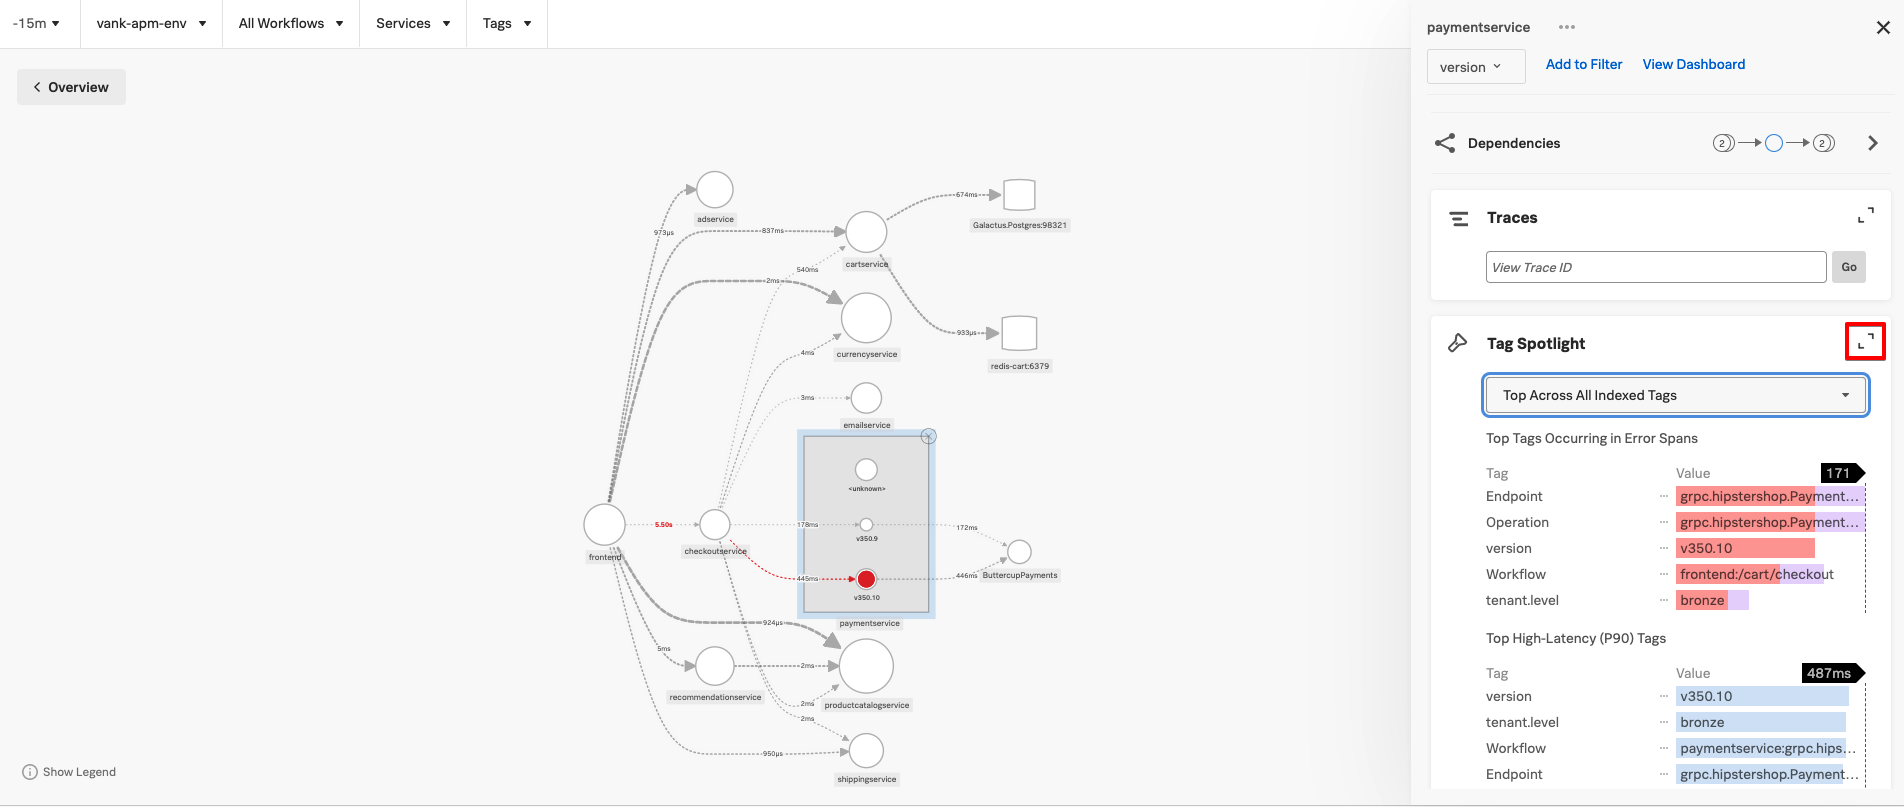 -15m
vank-apm-env
All Workflows
Services
Tags
Overview
adservice
973µs
837ms
674ms
Galactus.Postgres:98321
cartservice
540ms
2ms
currencyservice
4ms
933µs
redis-cart:6379
3ms
emailservice
<unknown>
frontend
5.50s
checkoutservice
178ms
v350.9
172ms
445ms
v350.10
446ms
ButtercupPayments
paymentservice
924µs
5ms
recommendationservice
2ms
productcatalogservice
2ms
2ms
950µs
shippingservice
Show Legend
paymentservice
version
Add to Filter
View Dashboard
Dependencies
2
2
Traces
View Trace ID
Go
Tag Spotlight
Top Across All Indexed Tags
Top Tags Occurring in Error Spans
Tag Value 171
Endpoint ... grpc.hipstershop.Payment...
Operation ... grpc.hipstershop.Payment...
version ... v350.10
Workflow ... frontend:/cart/checkout
tenant.level ... bronze
Top High-Latency (P90) Tags
Tag Value 487ms
version ... v350.10
tenant.level ... bronze
Workflow ... paymentservice:grpc.hips...
Endpoint ... grpc.hipstershop.Payment...